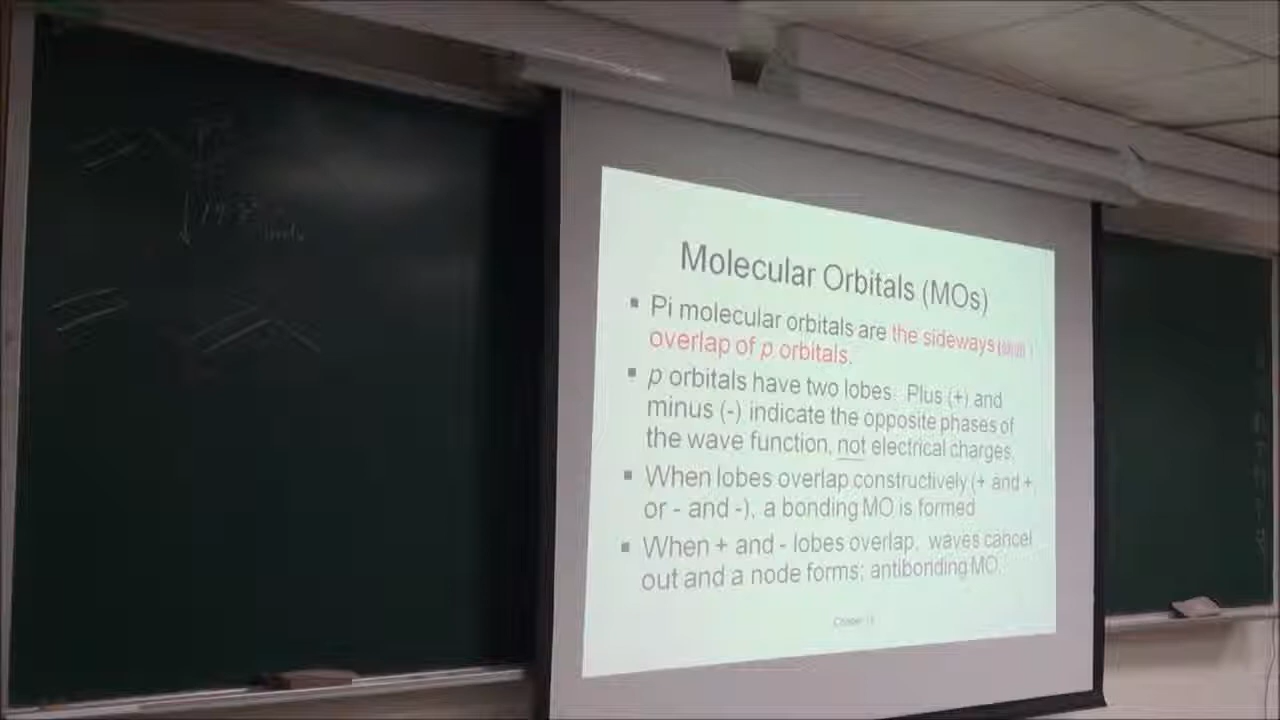 Molecular Orbitals (MOs)
▪ Pi molecular orbitals are the sideways
overlap of p orbitals.
▪ p orbitals have two lobes. Plus (+) and
minus (-) indicate the opposite phases of
the wave function, not electrical charges.
▪ When lobes overlap constructively (+ and +,
or - and -), a bonding MO is formed
▪ When + and - lobes overlap, waves cancel
out and a node forms; antibonding MO.
Chapter